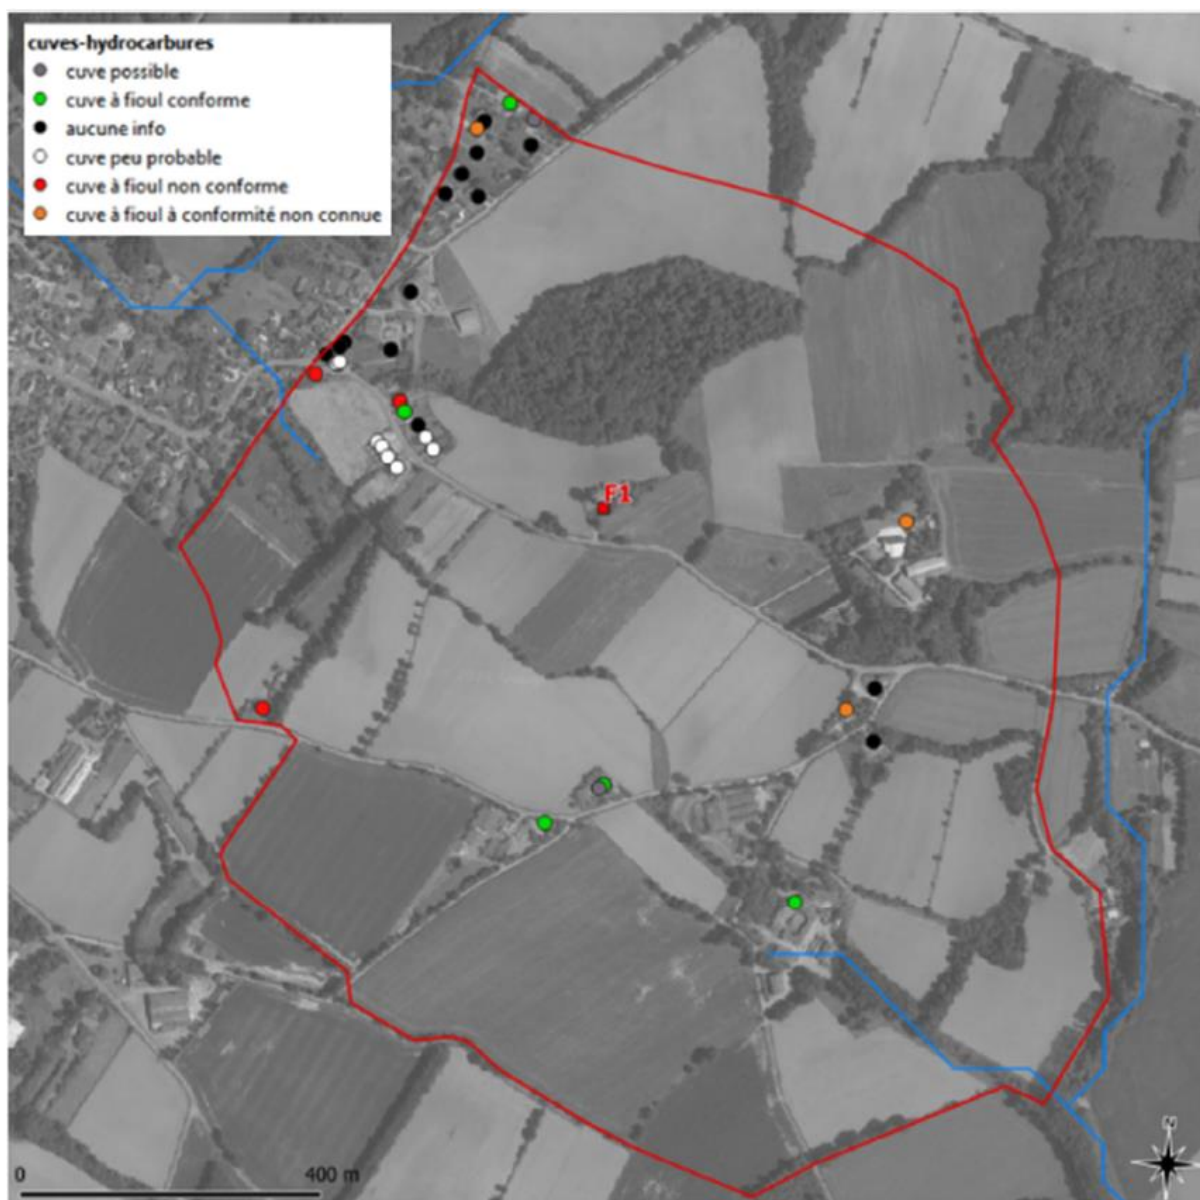 cuves-hydrocarbures
cuve possible
cuve à fioul conforme
aucune info
cuve peu probable
cuve à fioul non conforme
cuve à fioul à conformité non connue
F1
0
400 m
N